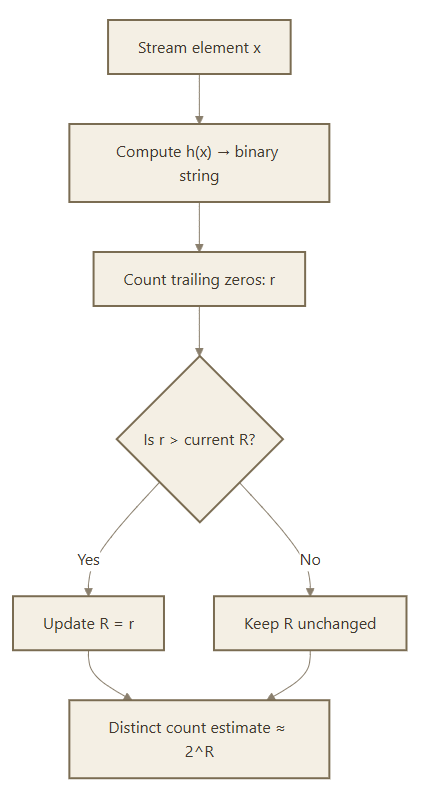 Stream element x
Compute h(x) → binary
string
Count trailing zeros: r
Is r > current R?
Yes
No
Update R = r
Keep R unchanged
Distinct count estimate ≈
2^R